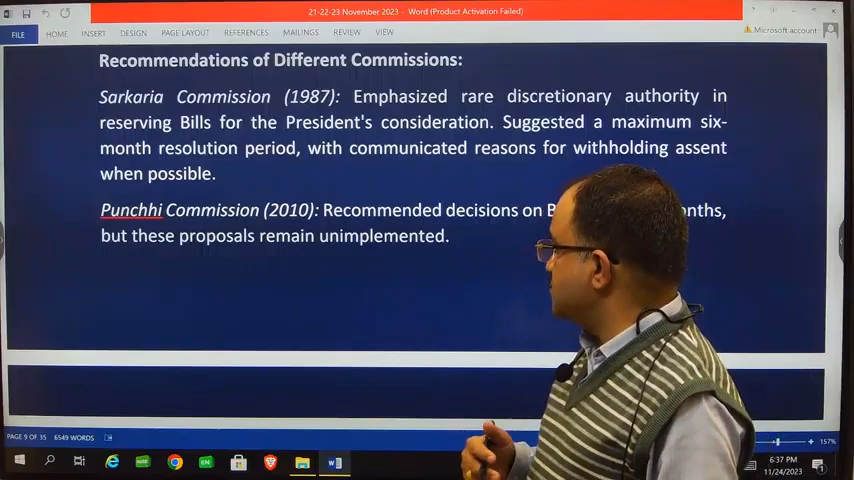 21-22-23 November 2023 - Word (Product Activation Failed)
FILE HOME INSERT DESIGN PAGE LAYOUT REFERENCES MAILINGS REVIEW VIEW Microsoft account
Recommendations of Different Commissions:
Sarkaria Commission (1987): Emphasized rare discretionary authority in
reserving Bills for the President's consideration. Suggested a maximum six-
month resolution period, with communicated reasons for withholding assent
when possible.
Punchhi Commission (2010): Recommended decisions on
but these proposals remain unimplemented.
PAGE 9 OF 35 6549 WORDS 157%
EN
6:37 PM
11/24/2023